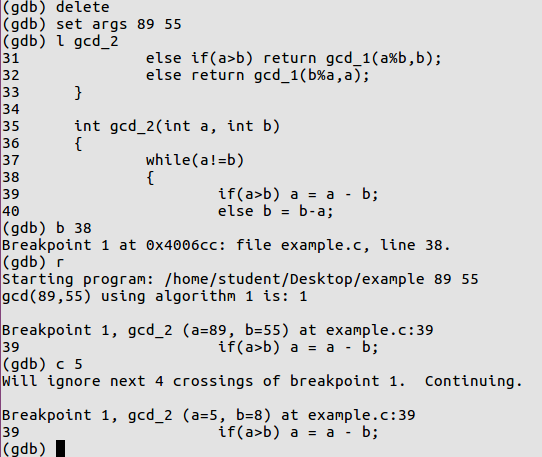 (gdb) delete
(gdb) set args 89 55
(gdb) l gcd_2
31              else if(a>b) return gcd_1(a%b,b);
32              else return gcd_1(b%a,a);
33      }
34
35      int gcd_2(int a, int b)
36      {
37              while(a!=b)
38              {
39                      if(a>b) a = a - b;
40                      else b = b-a;
(gdb) b 38
Breakpoint 1 at 0x4006cc: file example.c, line 38.
(gdb) r
Starting program: /home/student/Desktop/example 89 55
gcd(89,55) using algorithm 1 is: 1

Breakpoint 1, gcd_2 (a=89, b=55) at example.c:39
39                      if(a>b) a = a - b;
(gdb) c 5
Will ignore next 4 crossings of breakpoint 1.  Continuing.

Breakpoint 1, gcd_2 (a=5, b=8) at example.c:39
39                      if(a>b) a = a - b;
(gdb)